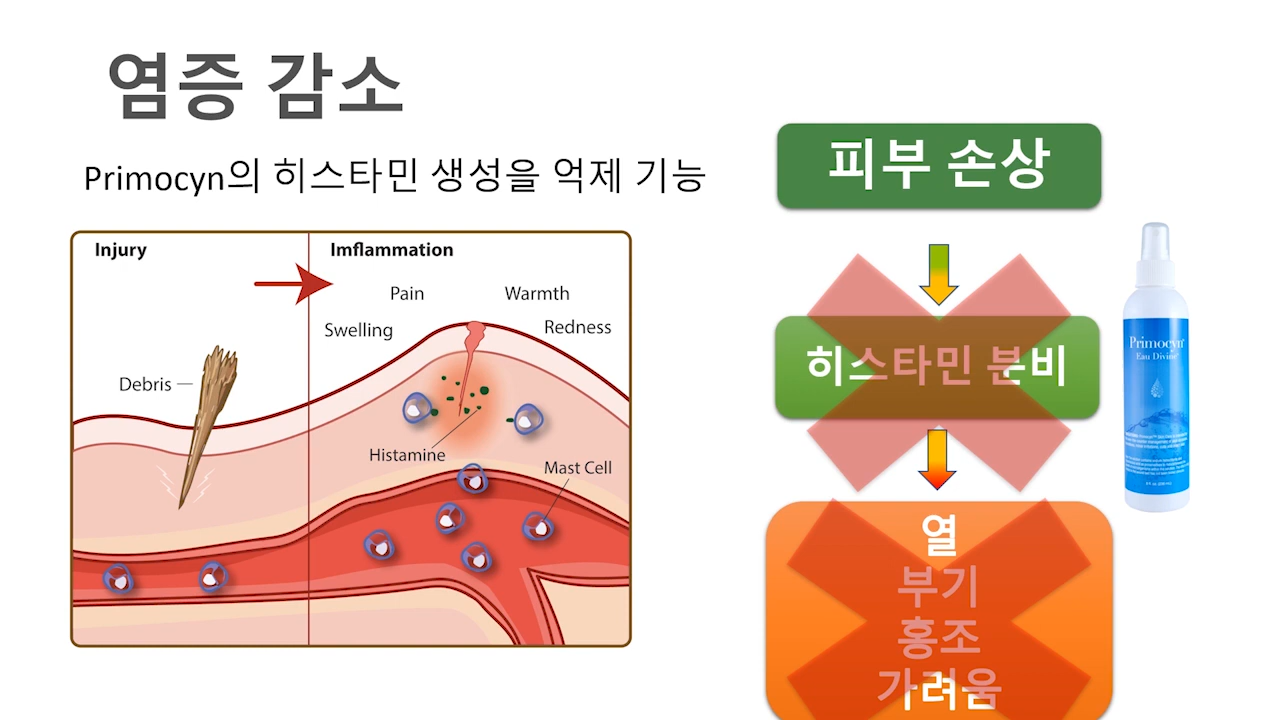 염증 감소
Primocyn의 히스타민 생성을 억제 기능
Injury
Imflammation
Pain
Warmth
Swelling
Redness
Debris
Histamine
Mast Cell
피부 손상
히스타민 분비
열
부기
홍조
가려움
Primocyn
Eau Divine